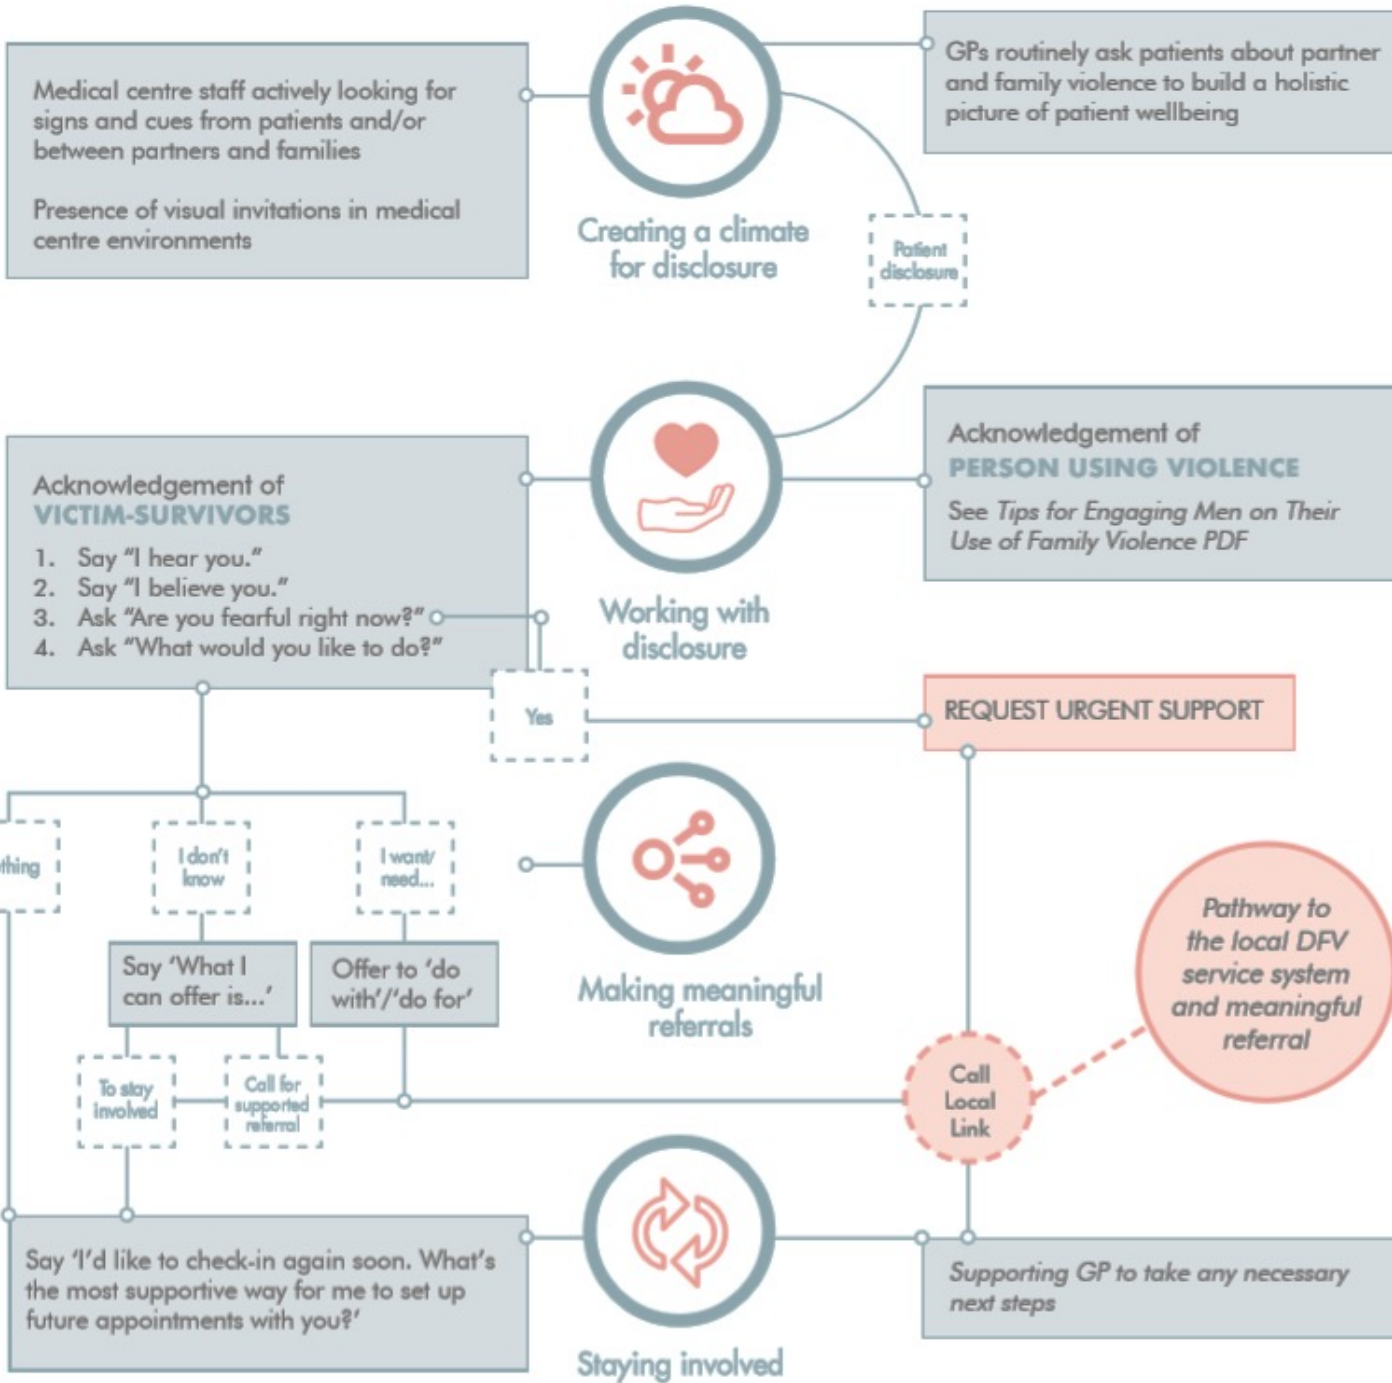 Medical centre staff actively looking for
signs and cues from patients and/or
between partners and families
Presence of visual invitations in medical
centre environments
Creating a climate
for disclosure
GPs routinely ask patients about partner
and family violence to build a holistic
picture of patient wellbeing
Patient
disclosure
Acknowledgement of
VICTIM-SURVIVORS
1. Say “I hear you.”
2. Say “I believe you.”
3. Ask “Are you fearful right now?”
4. Ask “What would you like to do?”
Working with
disclosure
Acknowledgement of
PERSON USING VIOLENCE
See Tips for Engaging Men on Their
Use of Family Violence PDF
Yes
REQUEST URGENT SUPPORT
thing
I don’t
know
I want/
need...
Say ‘What I
can offer is...’
Offer to ‘do
with’/‘do for’
Making meaningful
referrals
Pathway to
the local DFV
service system
and meaningful
referral
To stay
involved
Call for
supported
referral
Call
Local
Link
Say ‘I’d like to check-in again soon. What’s
the most supportive way for me to set up
future appointments with you?’
Staying involved
Supporting GP to take any necessary
next steps